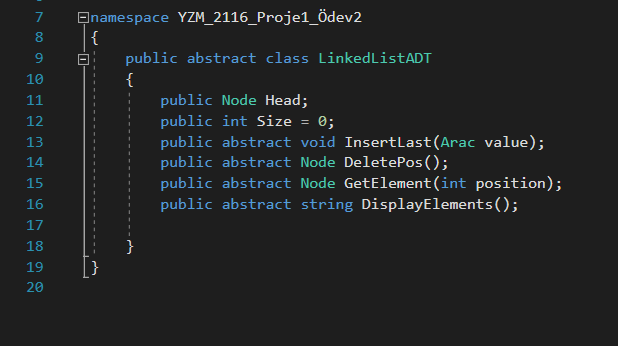 7 namespace YZM_2116_Proje1_Ödev2
8 {
9 public abstract class LinkedListADT
10 {
11 public Node Head;
12 public int Size = 0;
13 public abstract void InsertLast(Arac value);
14 public abstract Node DeletePos();
15 public abstract Node GetElement(int position);
16 public abstract string DisplayElements();
17
18 }
19 }
20